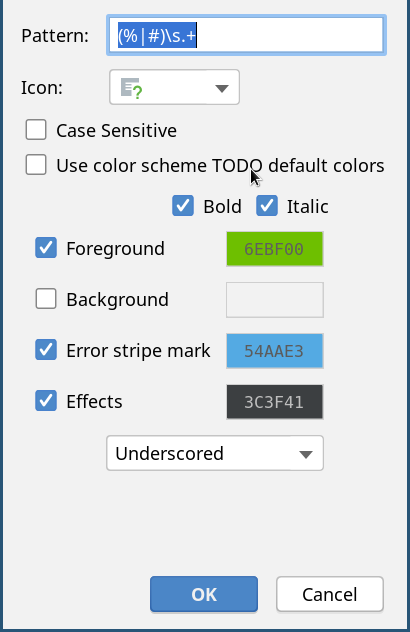 Pattern: (%|#)\s.+
Icon: ?
Case Sensitive
Use color scheme TODO default colors
Bold Italic
Foreground 6EBF00
Background
Error stripe mark 54AAE3
Effects 3C3F41
Underscored
OK Cancel